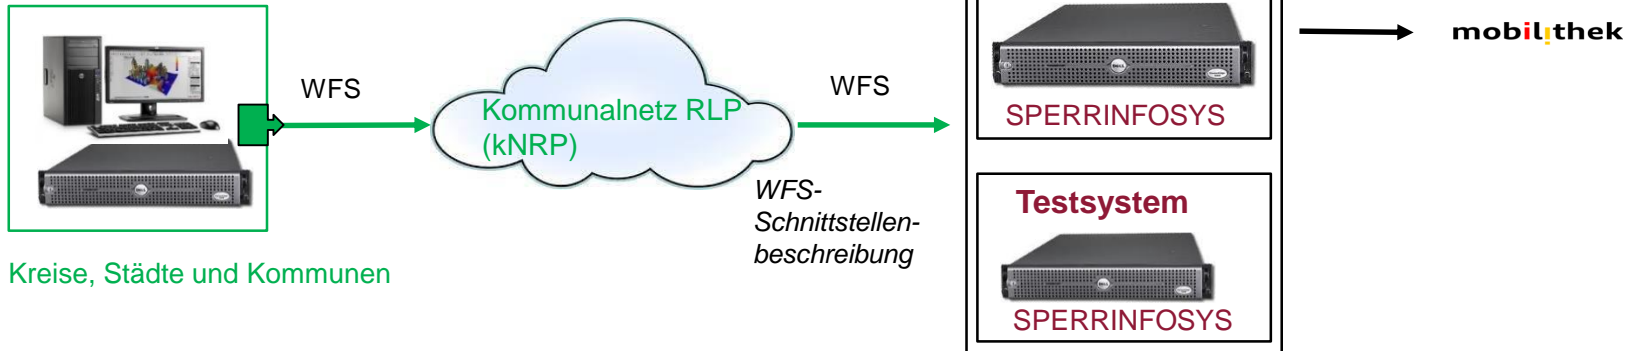 WFS
Kommunalnetz RLP
(kNRP)
WFS
WFS-
Schnittstellen-
beschreibung
Kreise, Städte und Kommunen
SPERRINFOSYS
Testsystem
SPERRINFOSYS
mobilithek